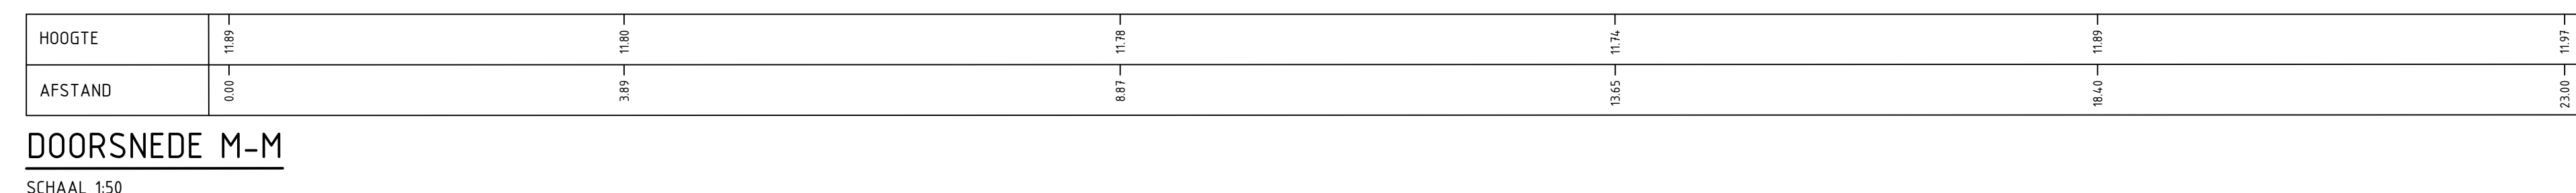 HOOGTE 11.89 11.80 11.78 11.74 11.89 11.97
AFSTAND 0.00 3.89 8.87 13.65 18.40 23.00
DOORSNEDE M-M
SCHAAL 1:50